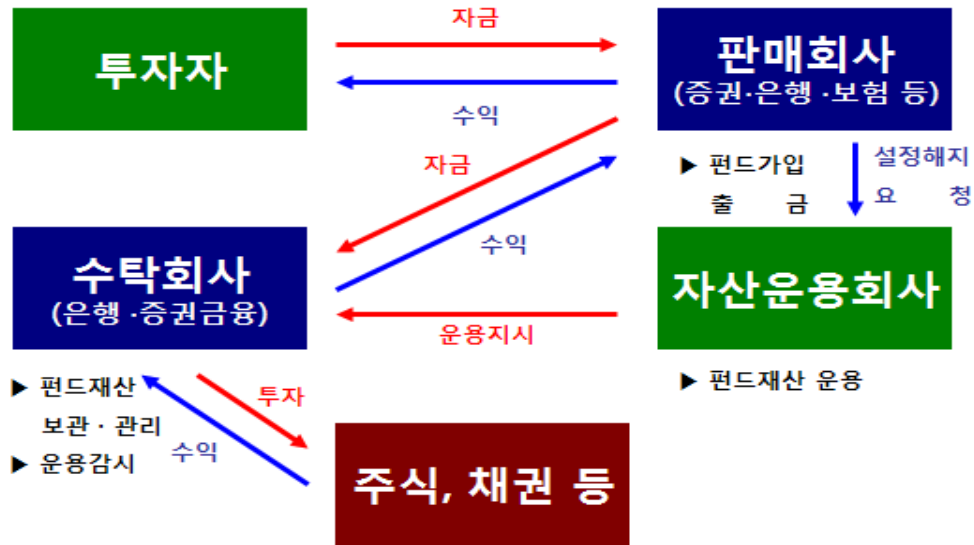 자금
투자자
판매회사
(증권·은행 ·보험 등)
수익
자금
▶ 펀드가입
출 금
설정해지
요 청
수익
수탁회사
(은행 ·증권금융)
자산운용회사
운용지시
▶ 펀드재산
보관 · 관리
▶ 운용감시
투자
수익
▶ 펀드재산 운용
주식, 채권 등